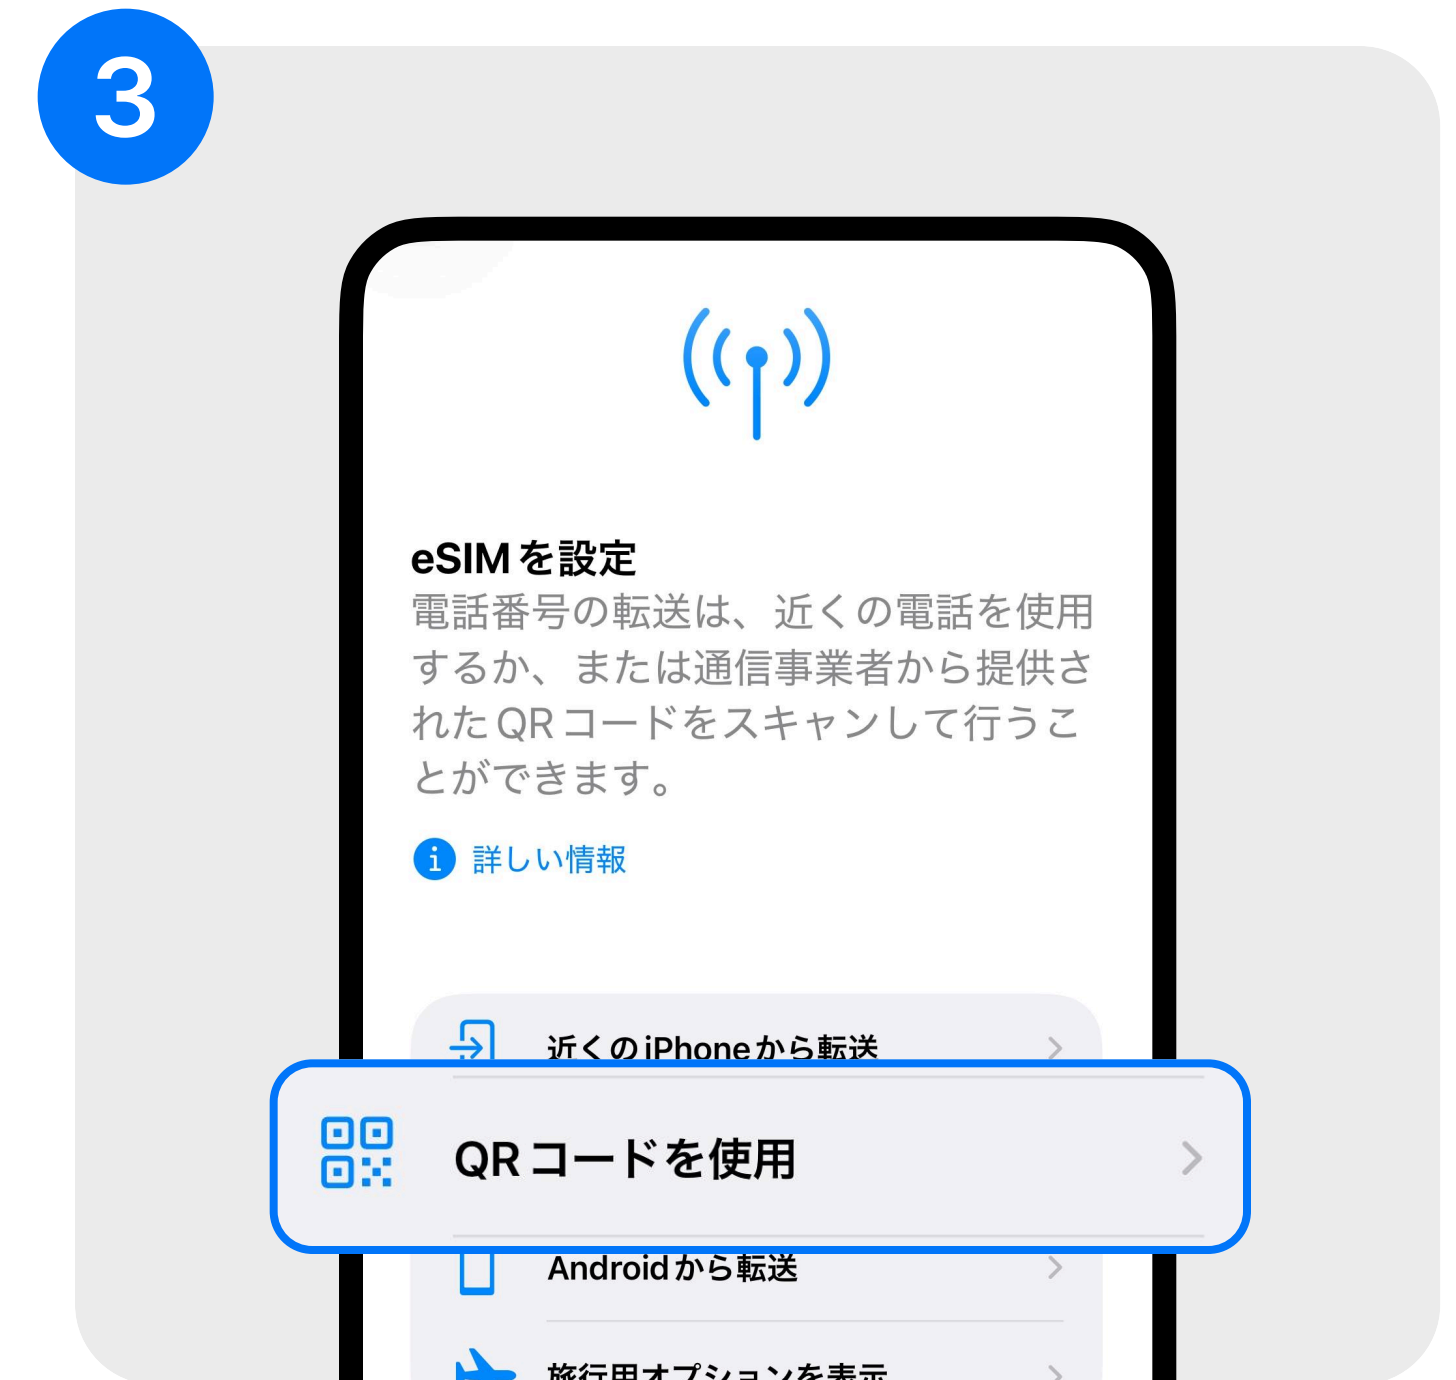 3
eSIMを設定
電話番号の転送は、近くの電話を使用
するか、または通信事業者から提供さ
れたQRコードをスキャンして行うこ
とができます。
詳しい情報
近くのiPhoneから転送
QRコードを使用
Androidから転送
旅行用オプションを表示